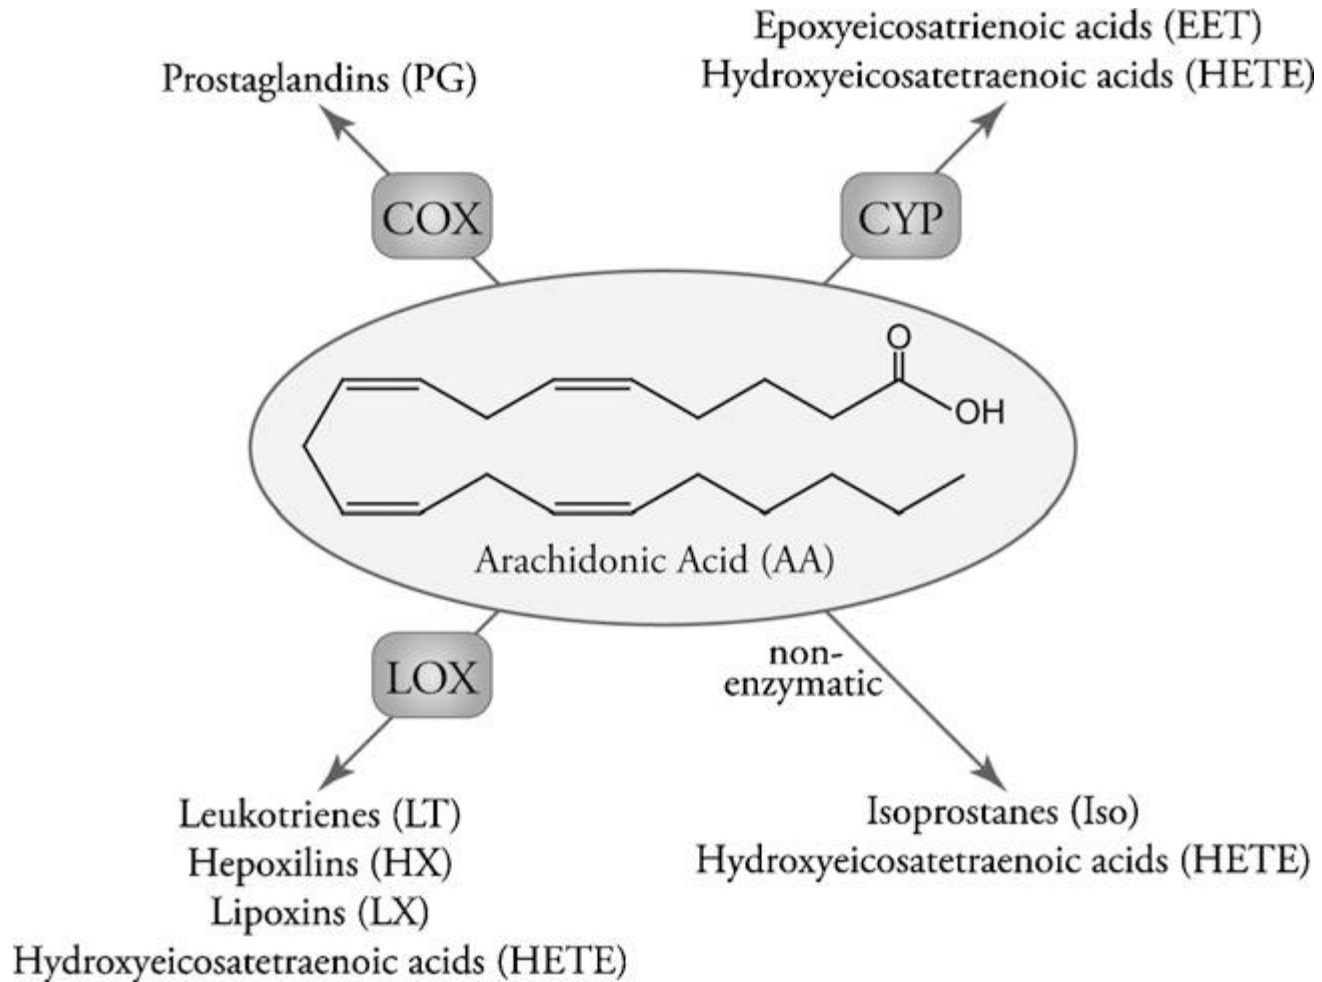 Epoxyeicosatrienoic acids (EET)
Prostaglandins (PG)
Hydroxyeicosatetraenoic acids (HETE)
COX
CYP
O
OH
Arachidonic Acid (AA)
LOX
non-
enzymatic
Leukotrienes (LT)
Hepoxilins (HX)
Lipoxins (LX)
Hydroxyeicosatetraenoic acids (HETE)
Isoprostanes (Iso)
Hydroxyeicosatetraenoic acids (HETE)